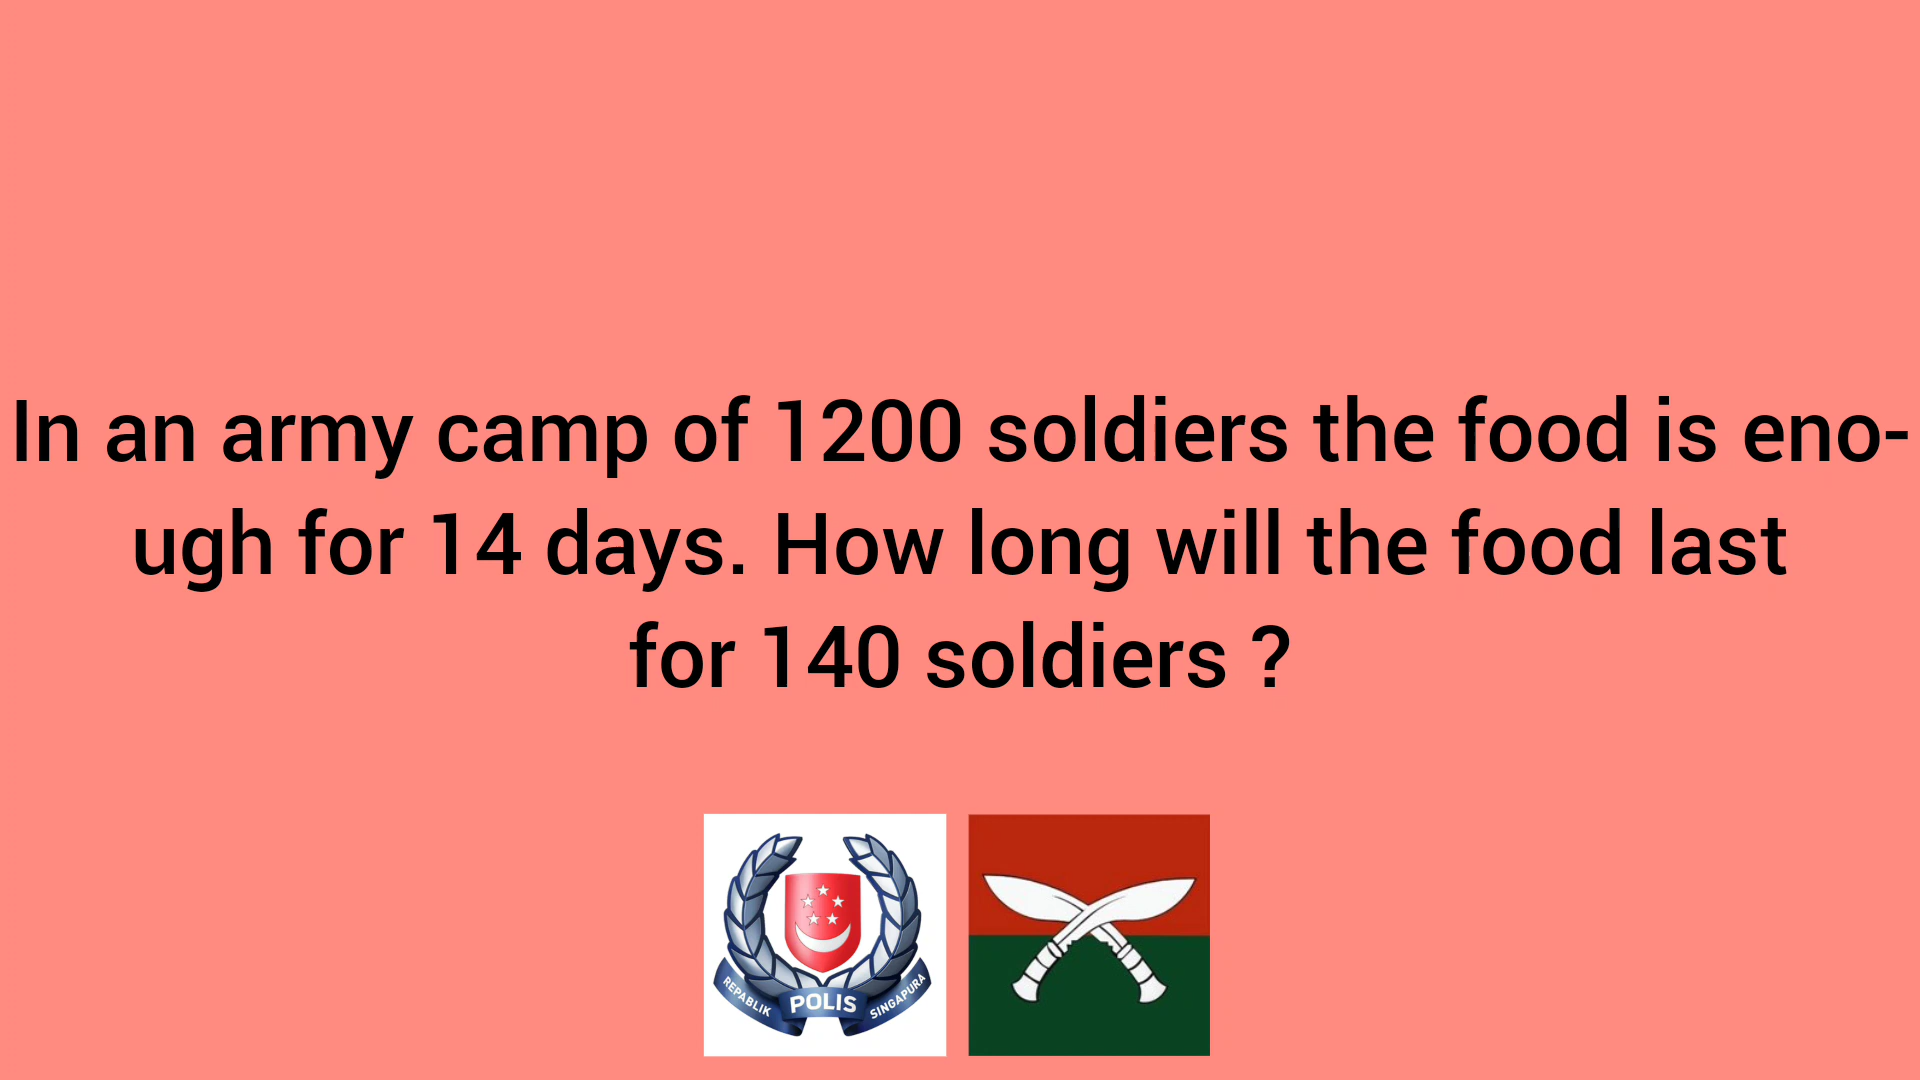 In an army camp of 1200 soldiers the food is eno-
ugh for 14 days. How long will the food last
for 140 soldiers ?
REPABLIK POLIS SINGAPURA